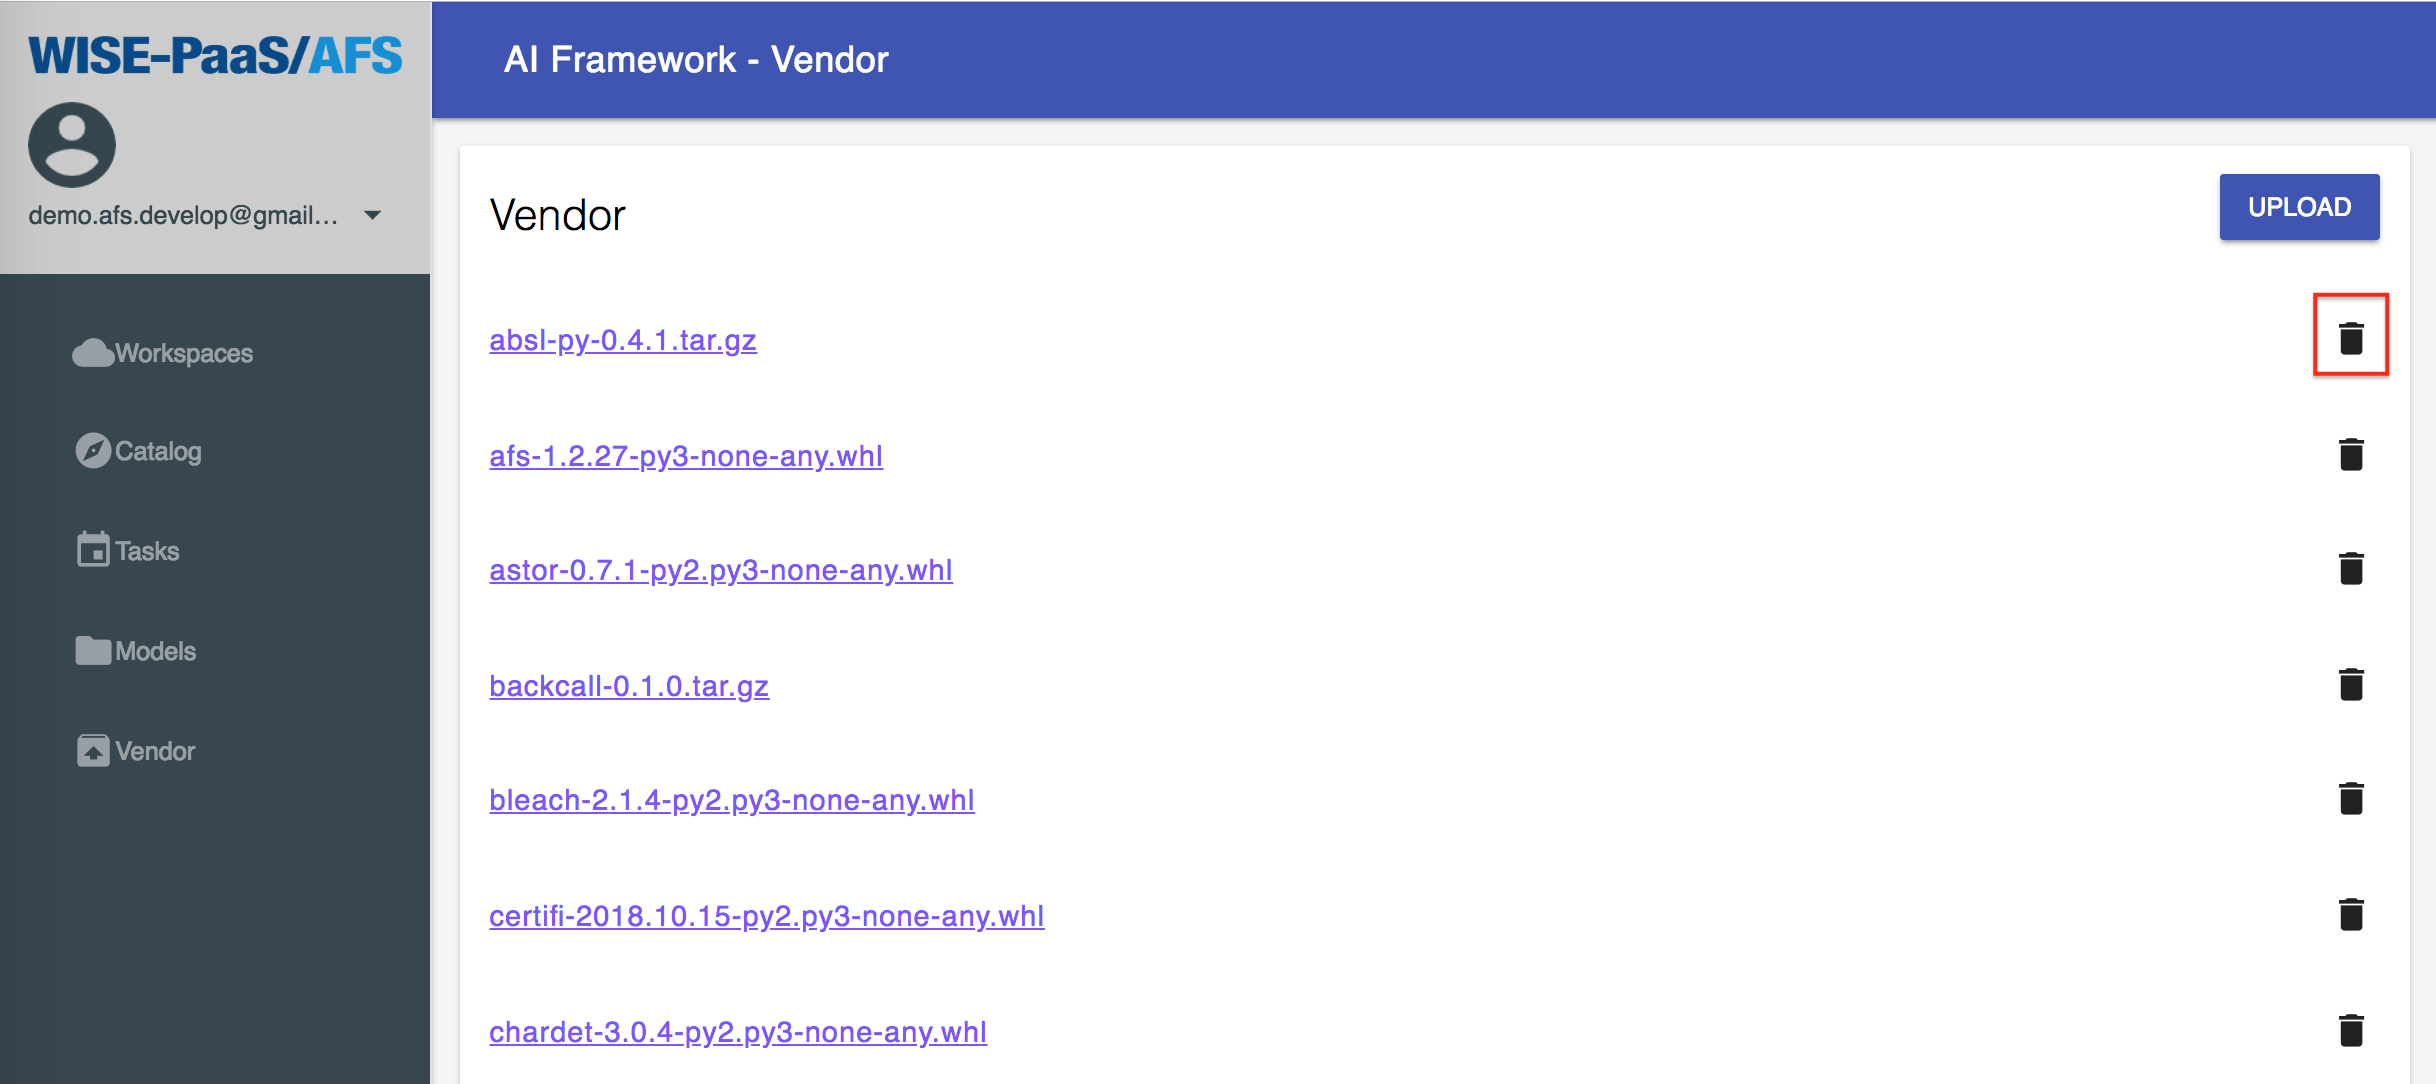 WISE-PaaS/AFS
demo.afs.develop@gmail...
Workspaces
Catalog
Tasks
Models
Vendor
AI Framework - Vendor
Vendor
UPLOAD
absl-py-0.4.1.tar.gz
afs-1.2.27-py3-none-any.whl
astor-0.7.1-py2.py3-none-any.whl
backcall-0.1.0.tar.gz
bleach-2.1.4-py2.py3-none-any.whl
certifi-2018.10.15-py2.py3-none-any.whl
chardet-3.0.4-py2.py3-none-any.whl